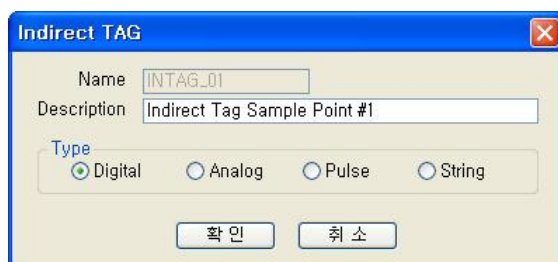 Indirect TAG
Name INTAG_01
Description Indirect Tag Sample Point #1
Type
Digital Analog Pulse String
확인 취소